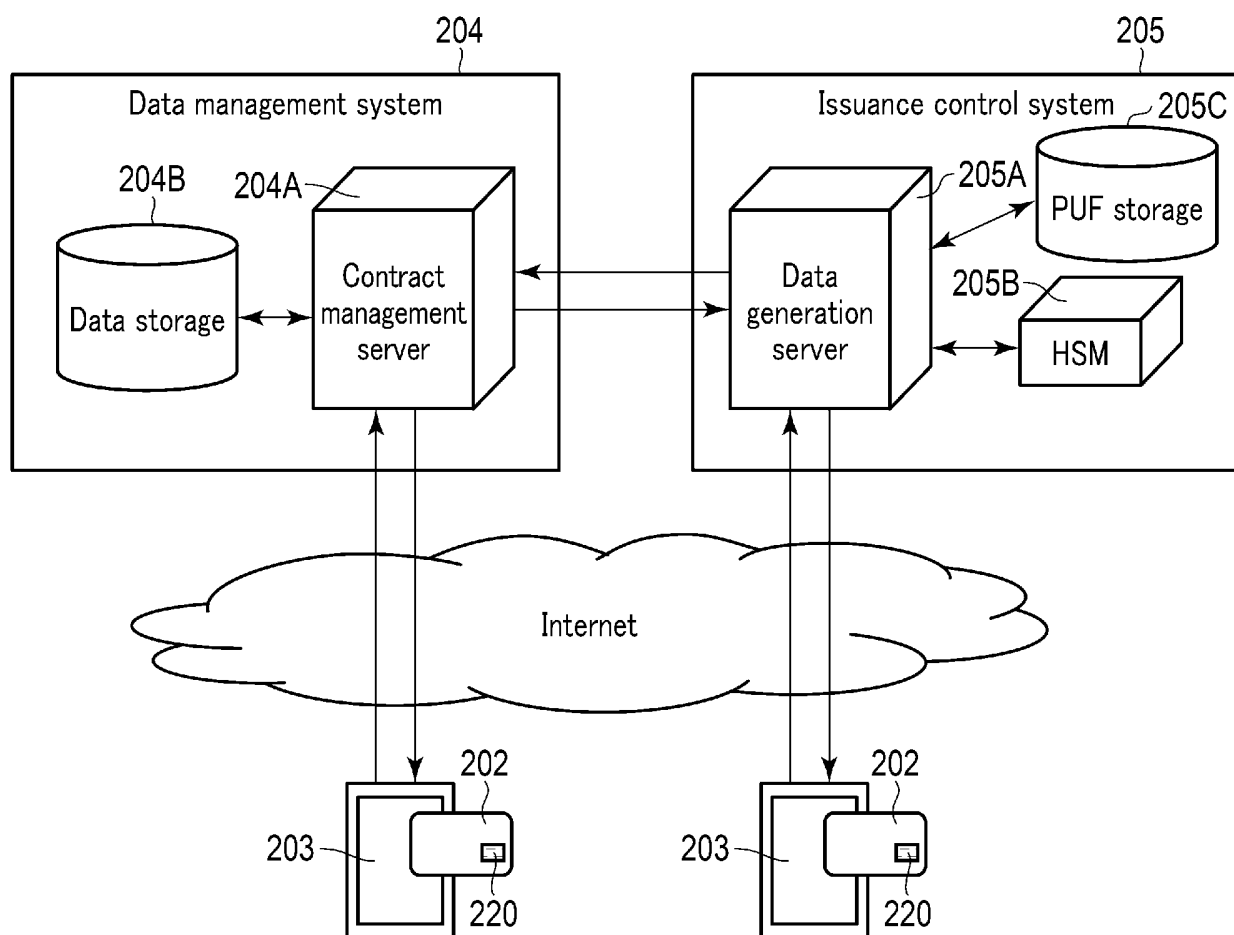 204
205
Data management system
Issuance control system
205C
204B
204A
205A
PUF storage
Data storage
Contract
management
server
Data
generation
server
205B
HSM
Internet
202
203
220
202
203
220